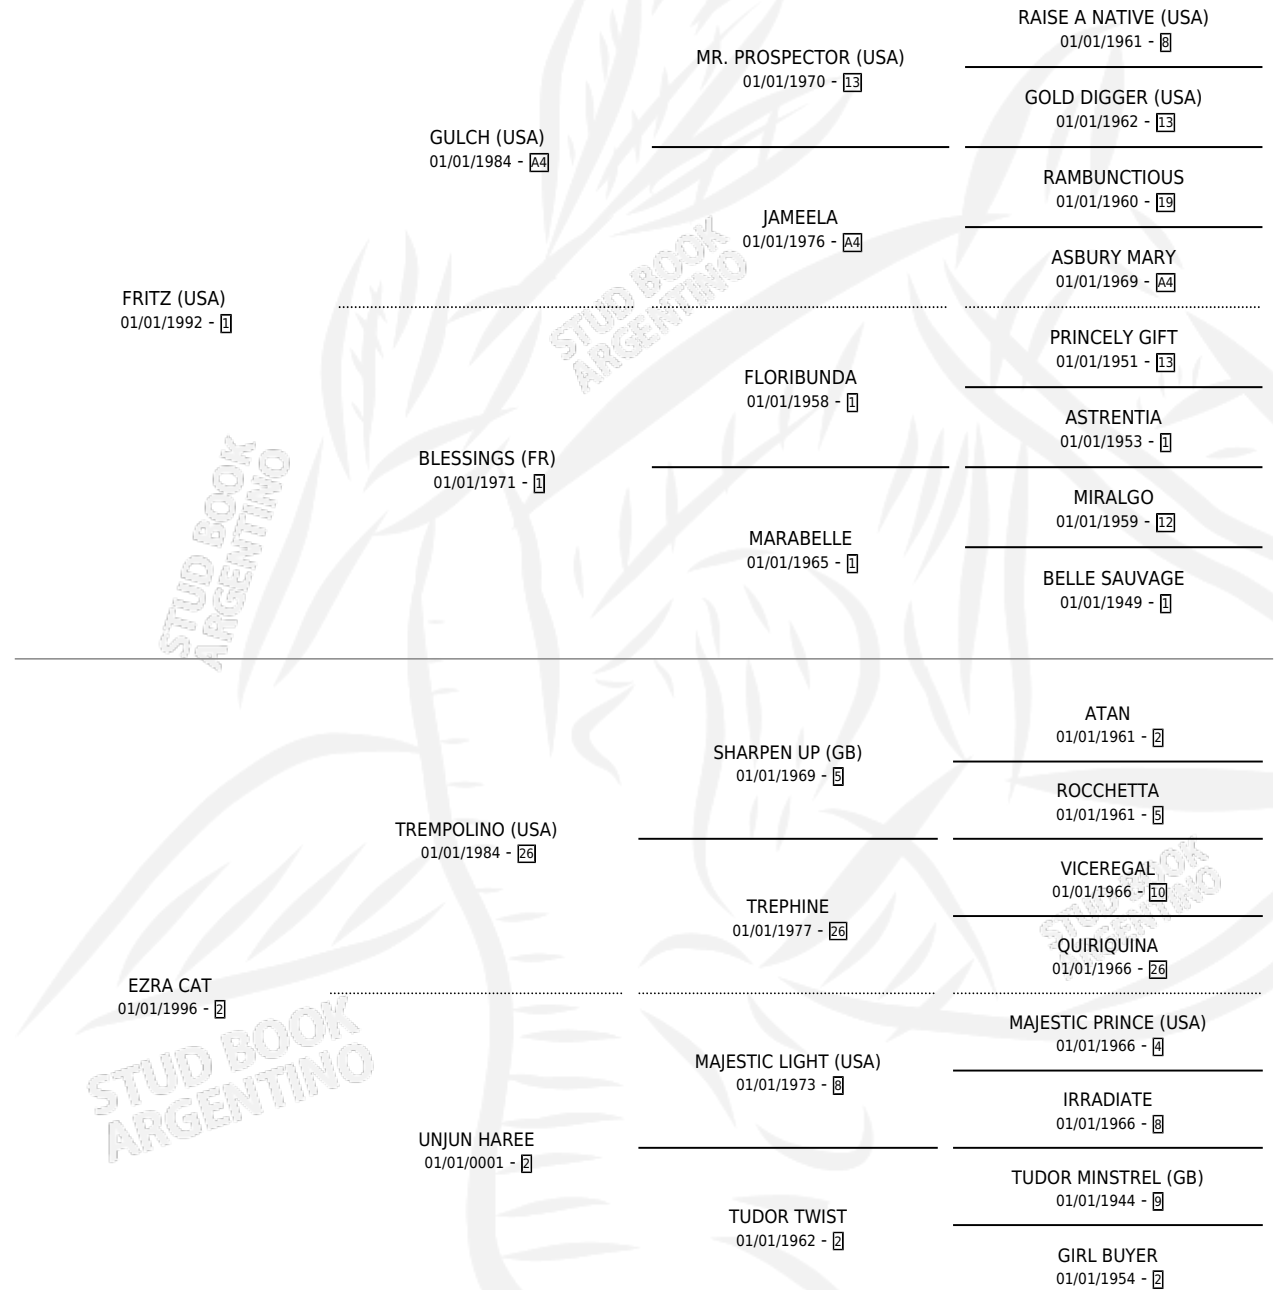 RAISE A NATIVE (USA)
01/01/1961 - 8
MR. PROSPECTOR (USA)
01/01/1970 - 13
GOLD DIGGER (USA)
01/01/1962 - 13
GULCH (USA)
01/01/1984 - A4
RAMBUNCTIOUS
01/01/1960 - 19
JAMEELA
01/01/1976 - A4
ASBURY MARY
01/01/1969 - A4
FRITZ (USA)
01/01/1992 - 1
PRINCELY GIFT
01/01/1951 - 13
FLORIBUNDA
01/01/1958 - 1
ASTRENTIA
01/01/1953 - 1
BLESSINGS (FR)
01/01/1971 - 1
MIRALGO
01/01/1959 - 12
MARABELLE
01/01/1965 - 1
BELLE SAUVAGE
01/01/1949 - 1
ATAN
01/01/1961 - 2
SHARPEN UP (GB)
01/01/1969 - 5
ROCCHETTA
01/01/1961 - 5
TREMPOLINO (USA)
01/01/1984 - 26
VICEREGAL
01/01/1966 - 10
TREPHINE
01/01/1977 - 26
QUIRIQUINA
01/01/1966 - 26
EZRA CAT
01/01/1996 - 2
MAJESTIC PRINCE (USA)
01/01/1966 - 4
MAJESTIC LIGHT (USA)
01/01/1973 - 8
IRRADIATE
01/01/1966 - 8
UNJUN HAREE
01/01/0001 - 2
TUDOR MINSTREL (GB)
01/01/1944 - 9
TUDOR TWIST
01/01/1962 - 2
GIRL BUYER
01/01/1954 - 2
STUD BOOK
ARGENTINO
STUD BOOK
ARGENTINO
STUD BOOK
ARGENTINO
STUD BOOK
ARGENTINO